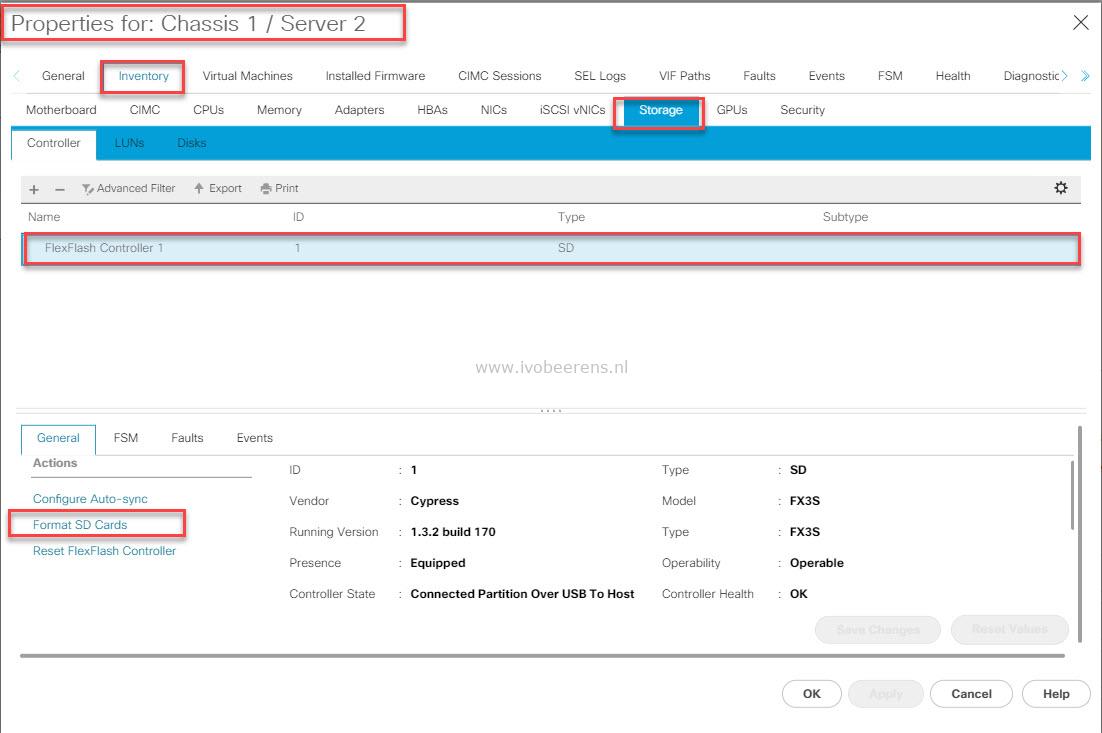 Properties for: Chassis 1 / Server 2
General Inventory Virtual Machines Installed Firmware CIMC Sessions SEL Logs VIF Paths Faults Events FSM Health Diagnostic
Motherboard CIMC CPUs Memory Adapters HBAs NICs iSCSI vNICs Storage GPUs Security
Controller LUNs Disks
+ − Advanced Filter Export Print
Name ID Type Subtype
FlexFlash Controller 1 1 SD
www.ivobeerens.nl
General FSM Faults Events
Actions
Configure Auto-sync
Format SD Cards
Reset FlexFlash Controller
ID : 1 Type : SD
Vendor : Cypress Model : FX3S
Running Version : 1.3.2 build 170 Type : FX3S
Presence : Equipped Operability : Operable
Controller State : Connected Partition Over USB To Host Controller Health : OK
Save Changes Reset Values
OK Apply Cancel Help